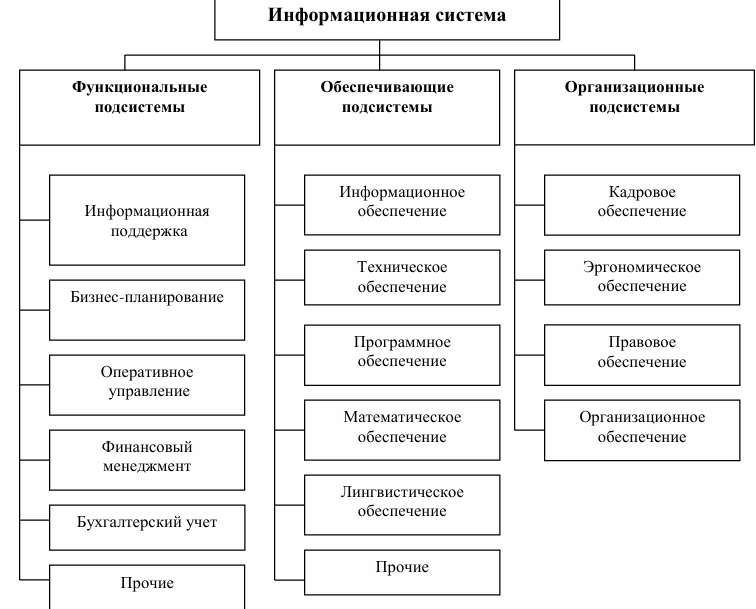 Информационная система
Функциональные
подсистемы
Информационная
поддержка
Бизнес-планирование
Оперативное
управление
Финансовый
менеджмент
Бухгалтерский учет
Прочие
Обеспечивающие
подсистемы
Информационное
обеспечение
Техническое
обеспечение
Программное
обеспечение
Математическое
обеспечение
Лингвистическое
обеспечение
Прочие
Организационные
подсистемы
Кадровое
обеспечение
Эргономическое
обеспечение
Правовое
обеспечение
Организационное
обеспечение